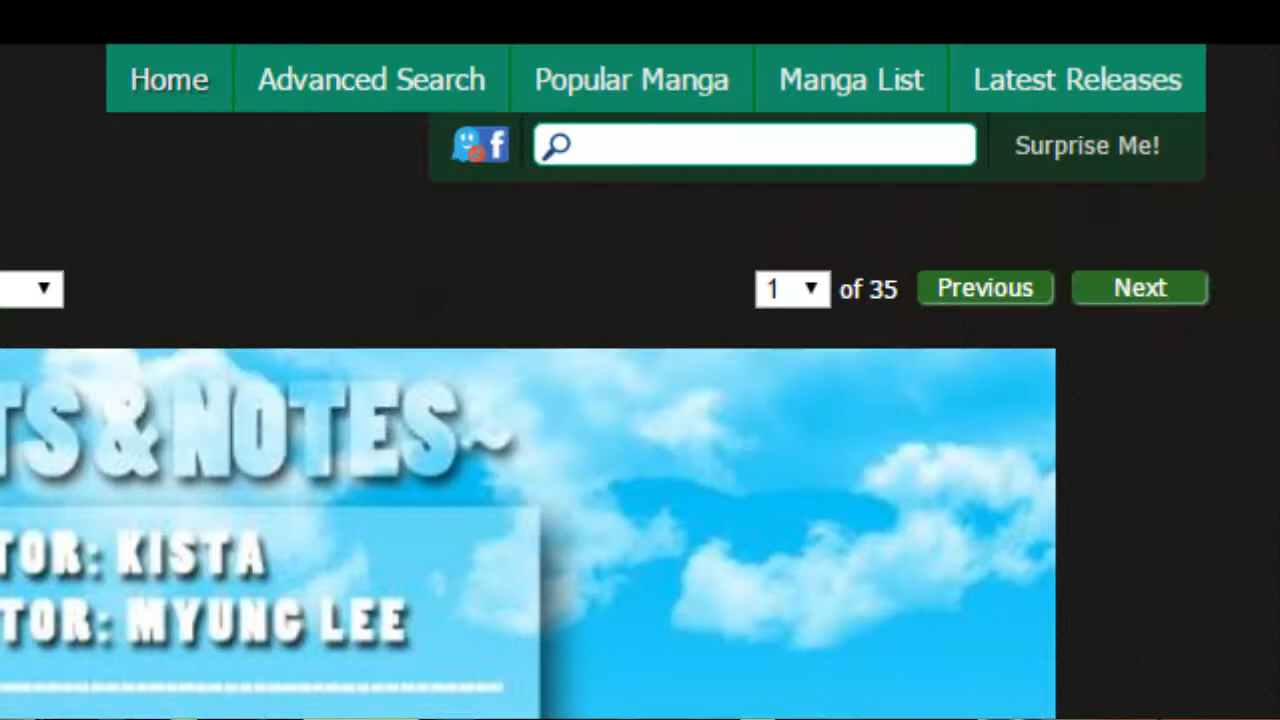 Home Advanced Search Popular Manga Manga List Latest Releases
f Surprise Me!
1 of 35 Previous Next
TS&NOTES~
TOR: KISTA
TOR: MYUNG LEE